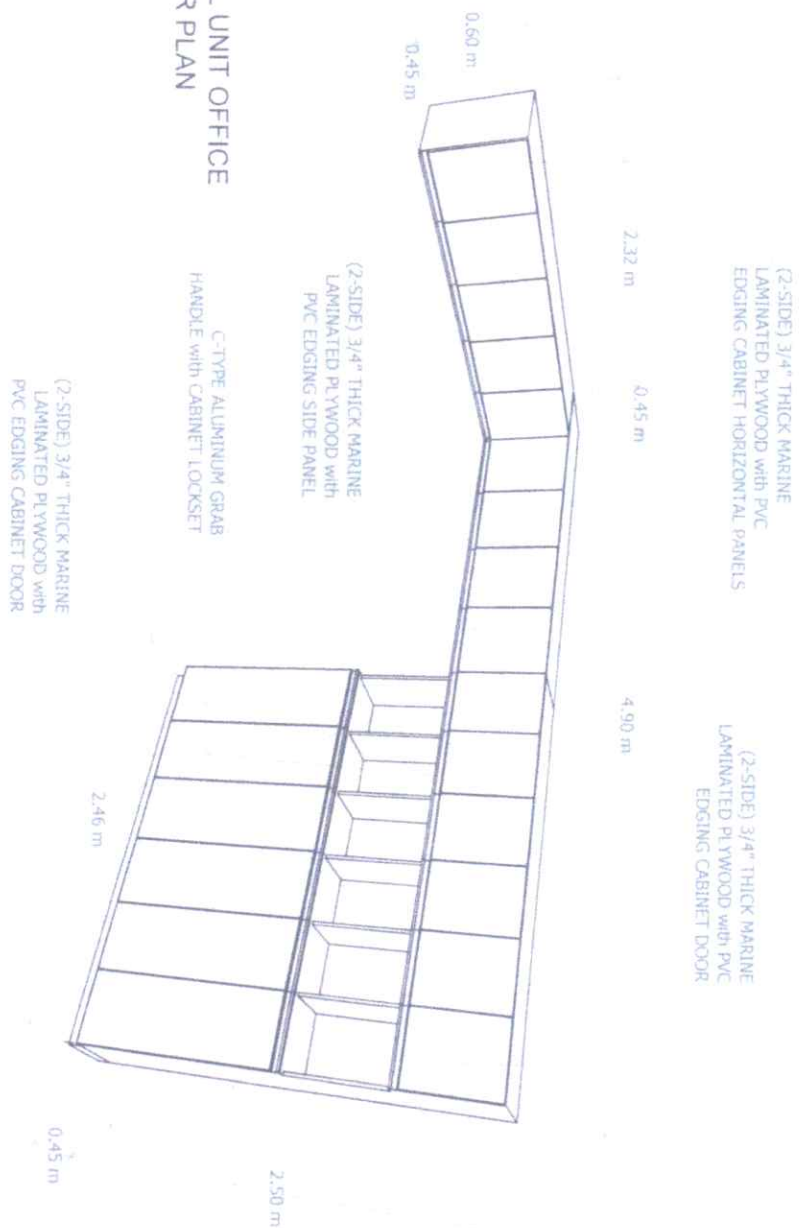 (2-SIDE) 3/4" THICK MARINE
LAMINATED PLYWOOD with PVC
EDGING CABINET HORIZONTAL PANELS
(2-SIDE) 3/4" THICK MARINE
LAMINATED PLYWOOD with PVC
EDGING CABINET DOOR
0.60 m
0.45 m
2.32 m
0.45 m
4.90 m
(2-SIDE) 3/4" THICK MARINE
LAMINATED PLYWOOD with
PVC EDGING SIDE PANEL
C-TYPE ALUMINUM GRAB
HANDLE with CABINET LOCKSET
(2-SIDE) 3/4" THICK MARINE
LAMINATED PLYWOOD with
PVC EDGING CABINET DOOR
2.46 m
0.45 m
2.50 m
UNIT OFFICE
PLAN